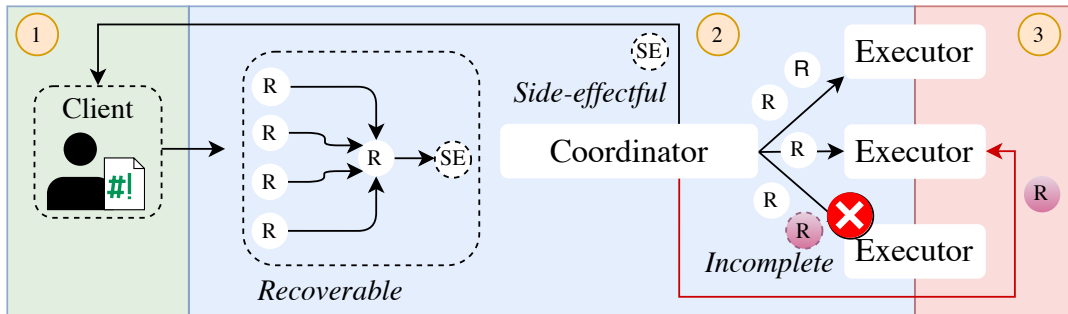 1
Client
#!
R
R
R
R
R
SE
Recoverable
SE
Side-effectful
2
Coordinator
R
R
R
R
R
Incomplete
Executor
Executor
Executor
3
R